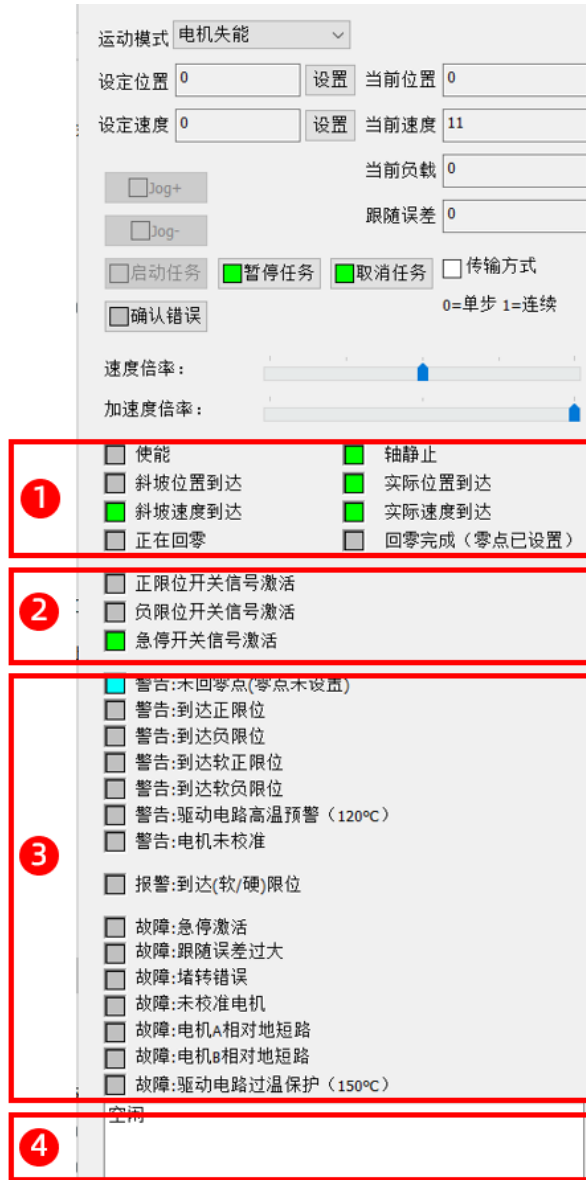 运动模式 电机失能
设定位置 0 设置 当前位置 0
设定速度 0 设置 当前速度 11
当前负载 0
Jog+
跟随误差 0
Jog-
启动任务 暂停任务 取消任务 传输方式
确认错误 0=单步 1=连续
速度倍率：
加速度倍率：
1
使能 轴静止
斜坡位置到达 实际位置到达
斜坡速度到达 实际速度到达
正在回零 回零完成（零点已设置）
2
正限位开关信号激活
负限位开关信号激活
急停开关信号激活
3
警告:未回零点(零点未设置)
警告:到达正限位
警告:到达负限位
警告:到达软正限位
警告:到达软负限位
警告:驱动电路高温预警（120℃）
警告:电机未校准
报警:到达(软/硬)限位
故障:急停激活
故障:跟随误差过大
故障:堵转错误
故障:未校准电机
故障:电机A相对地短路
故障:电机B相对地短路
故障:驱动电路过温保护（150℃）
4
空闲